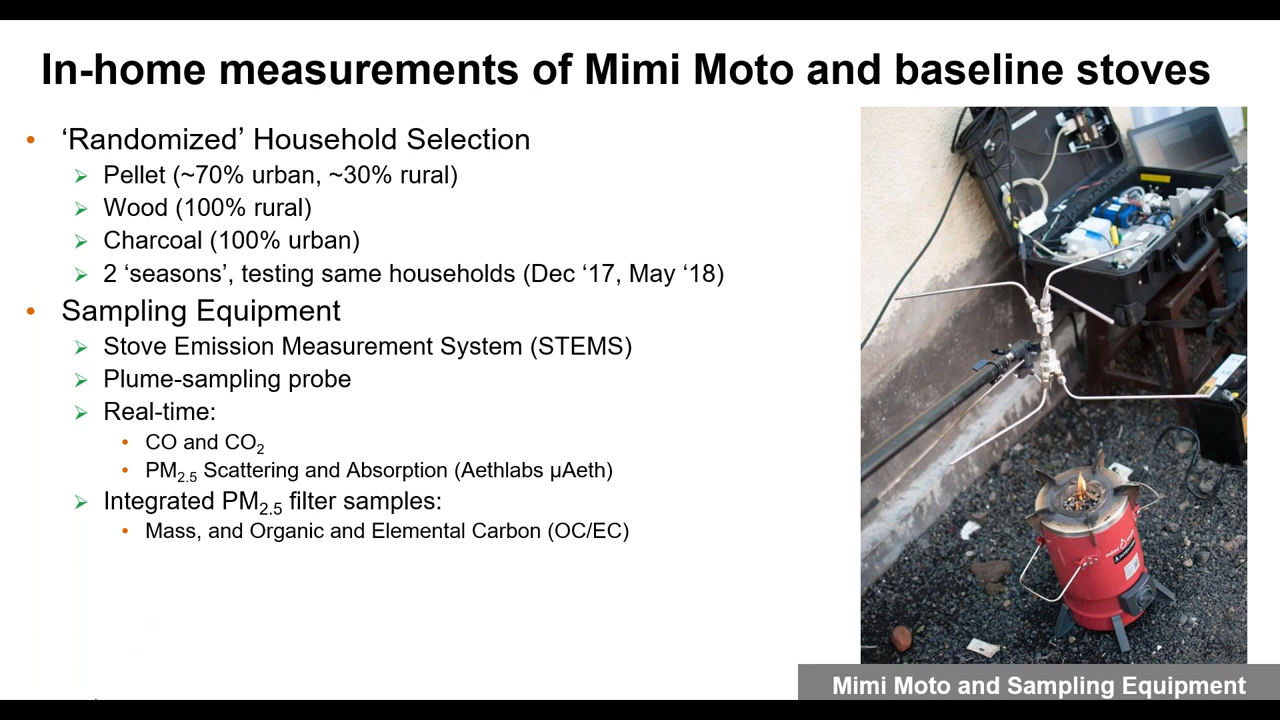 In-home measurements of Mimi Moto and baseline stoves
‘Randomized’ Household Selection
Pellet (~70% urban, ~30% rural)
Wood (100% rural)
Charcoal (100% urban)
2 ‘seasons’, testing same households (Dec ‘17, May ‘18)
Sampling Equipment
Stove Emission Measurement System (STEMS)
Plume-sampling probe
Real-time:
CO and CO₂
PM₂.₅ Scattering and Absorption (Aethlabs µAeth)
Integrated PM₂.₅ filter samples:
Mass, and Organic and Elemental Carbon (OC/EC)
Mimi Moto and Sampling Equipment